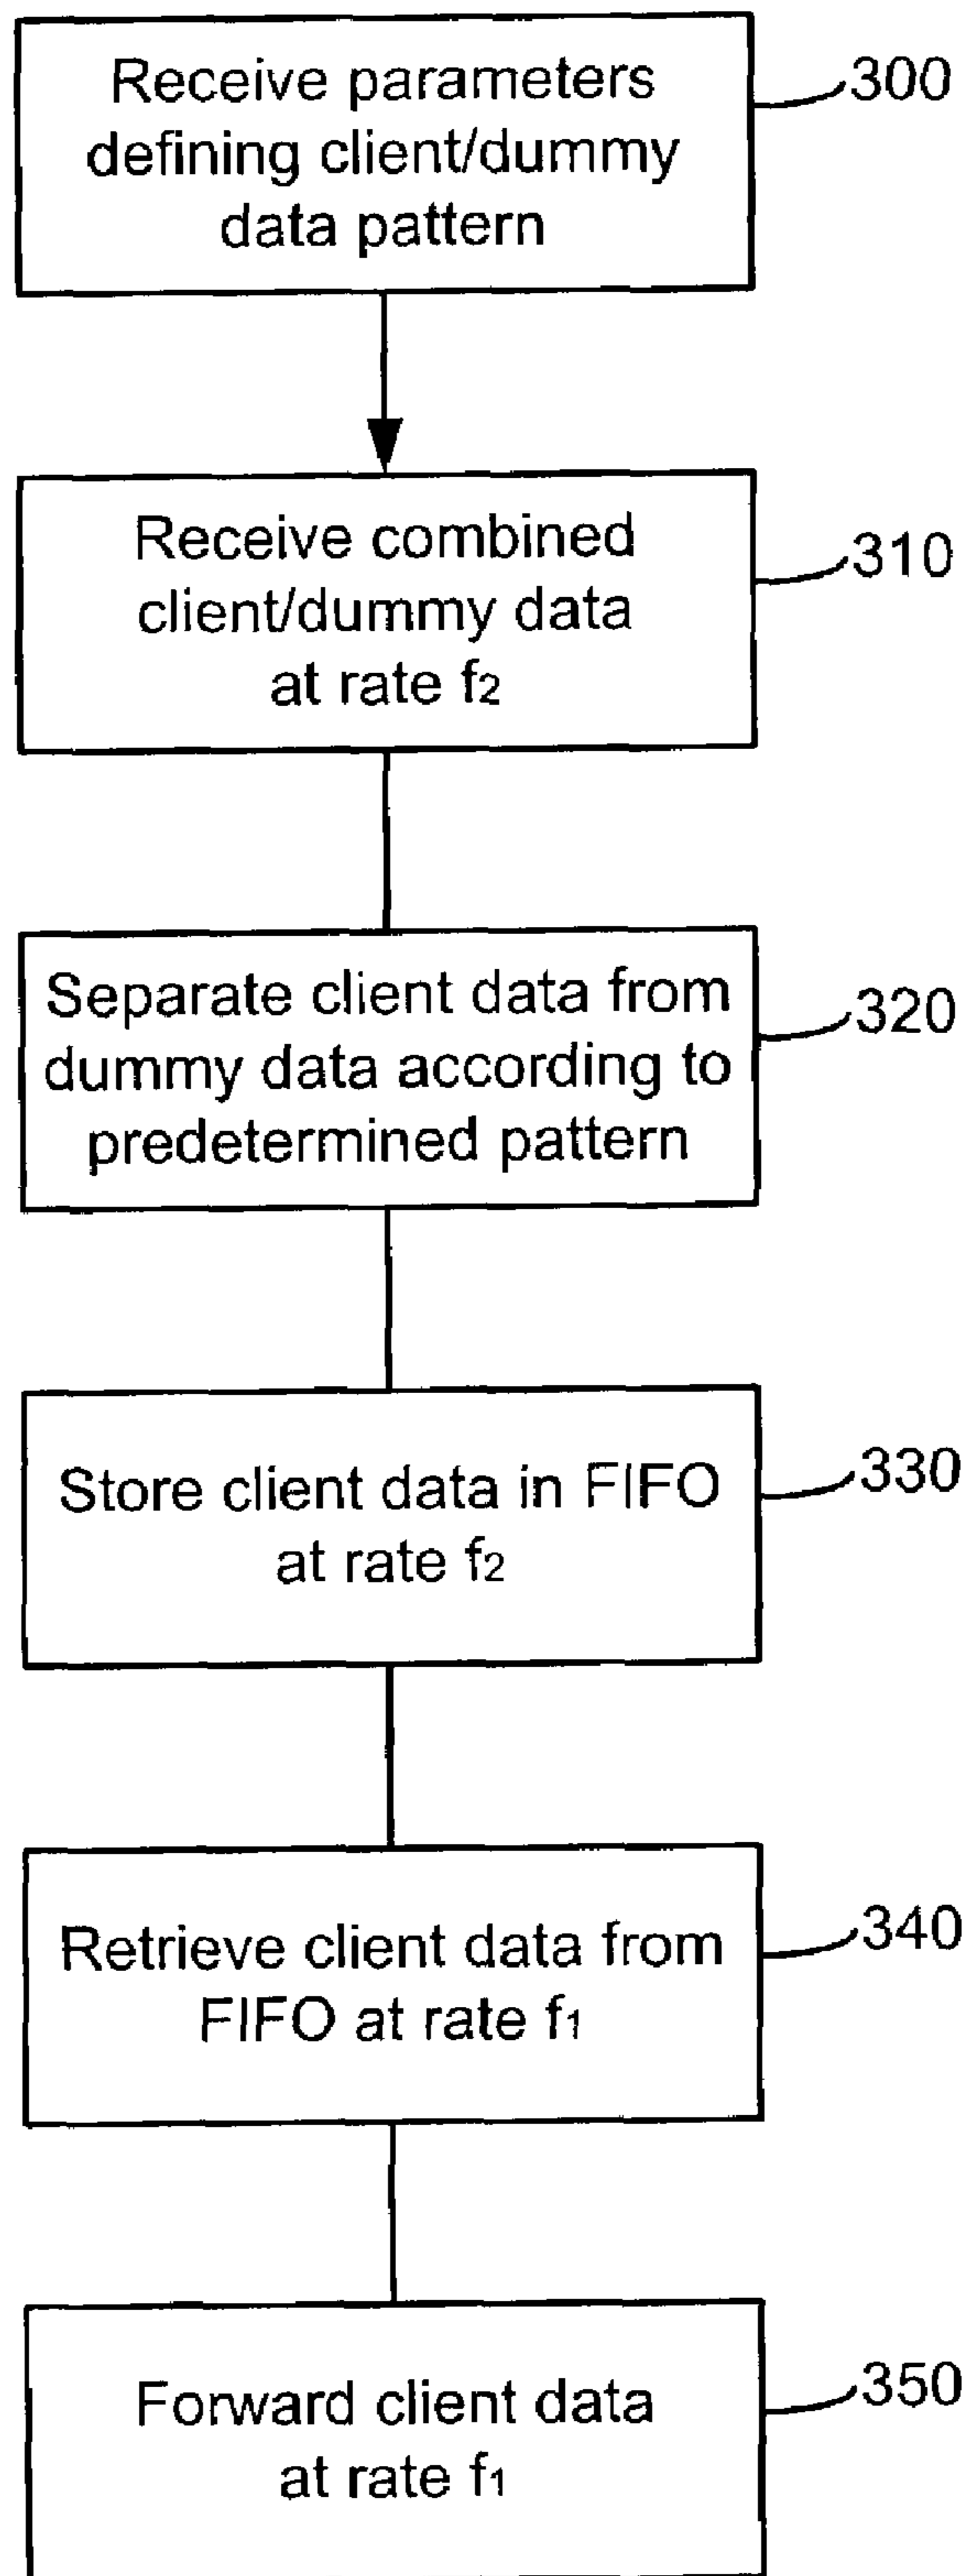 Receive parameters
defining client/dummy
data pattern
300
Receive combined
client/dummy data
at rate f2
310
Separate client data from
dummy data according to
predetermined pattern
320
Store client data in FIFO
at rate f2
330
Retrieve client data from
FIFO at rate f1
340
Forward client data
at rate f1
350